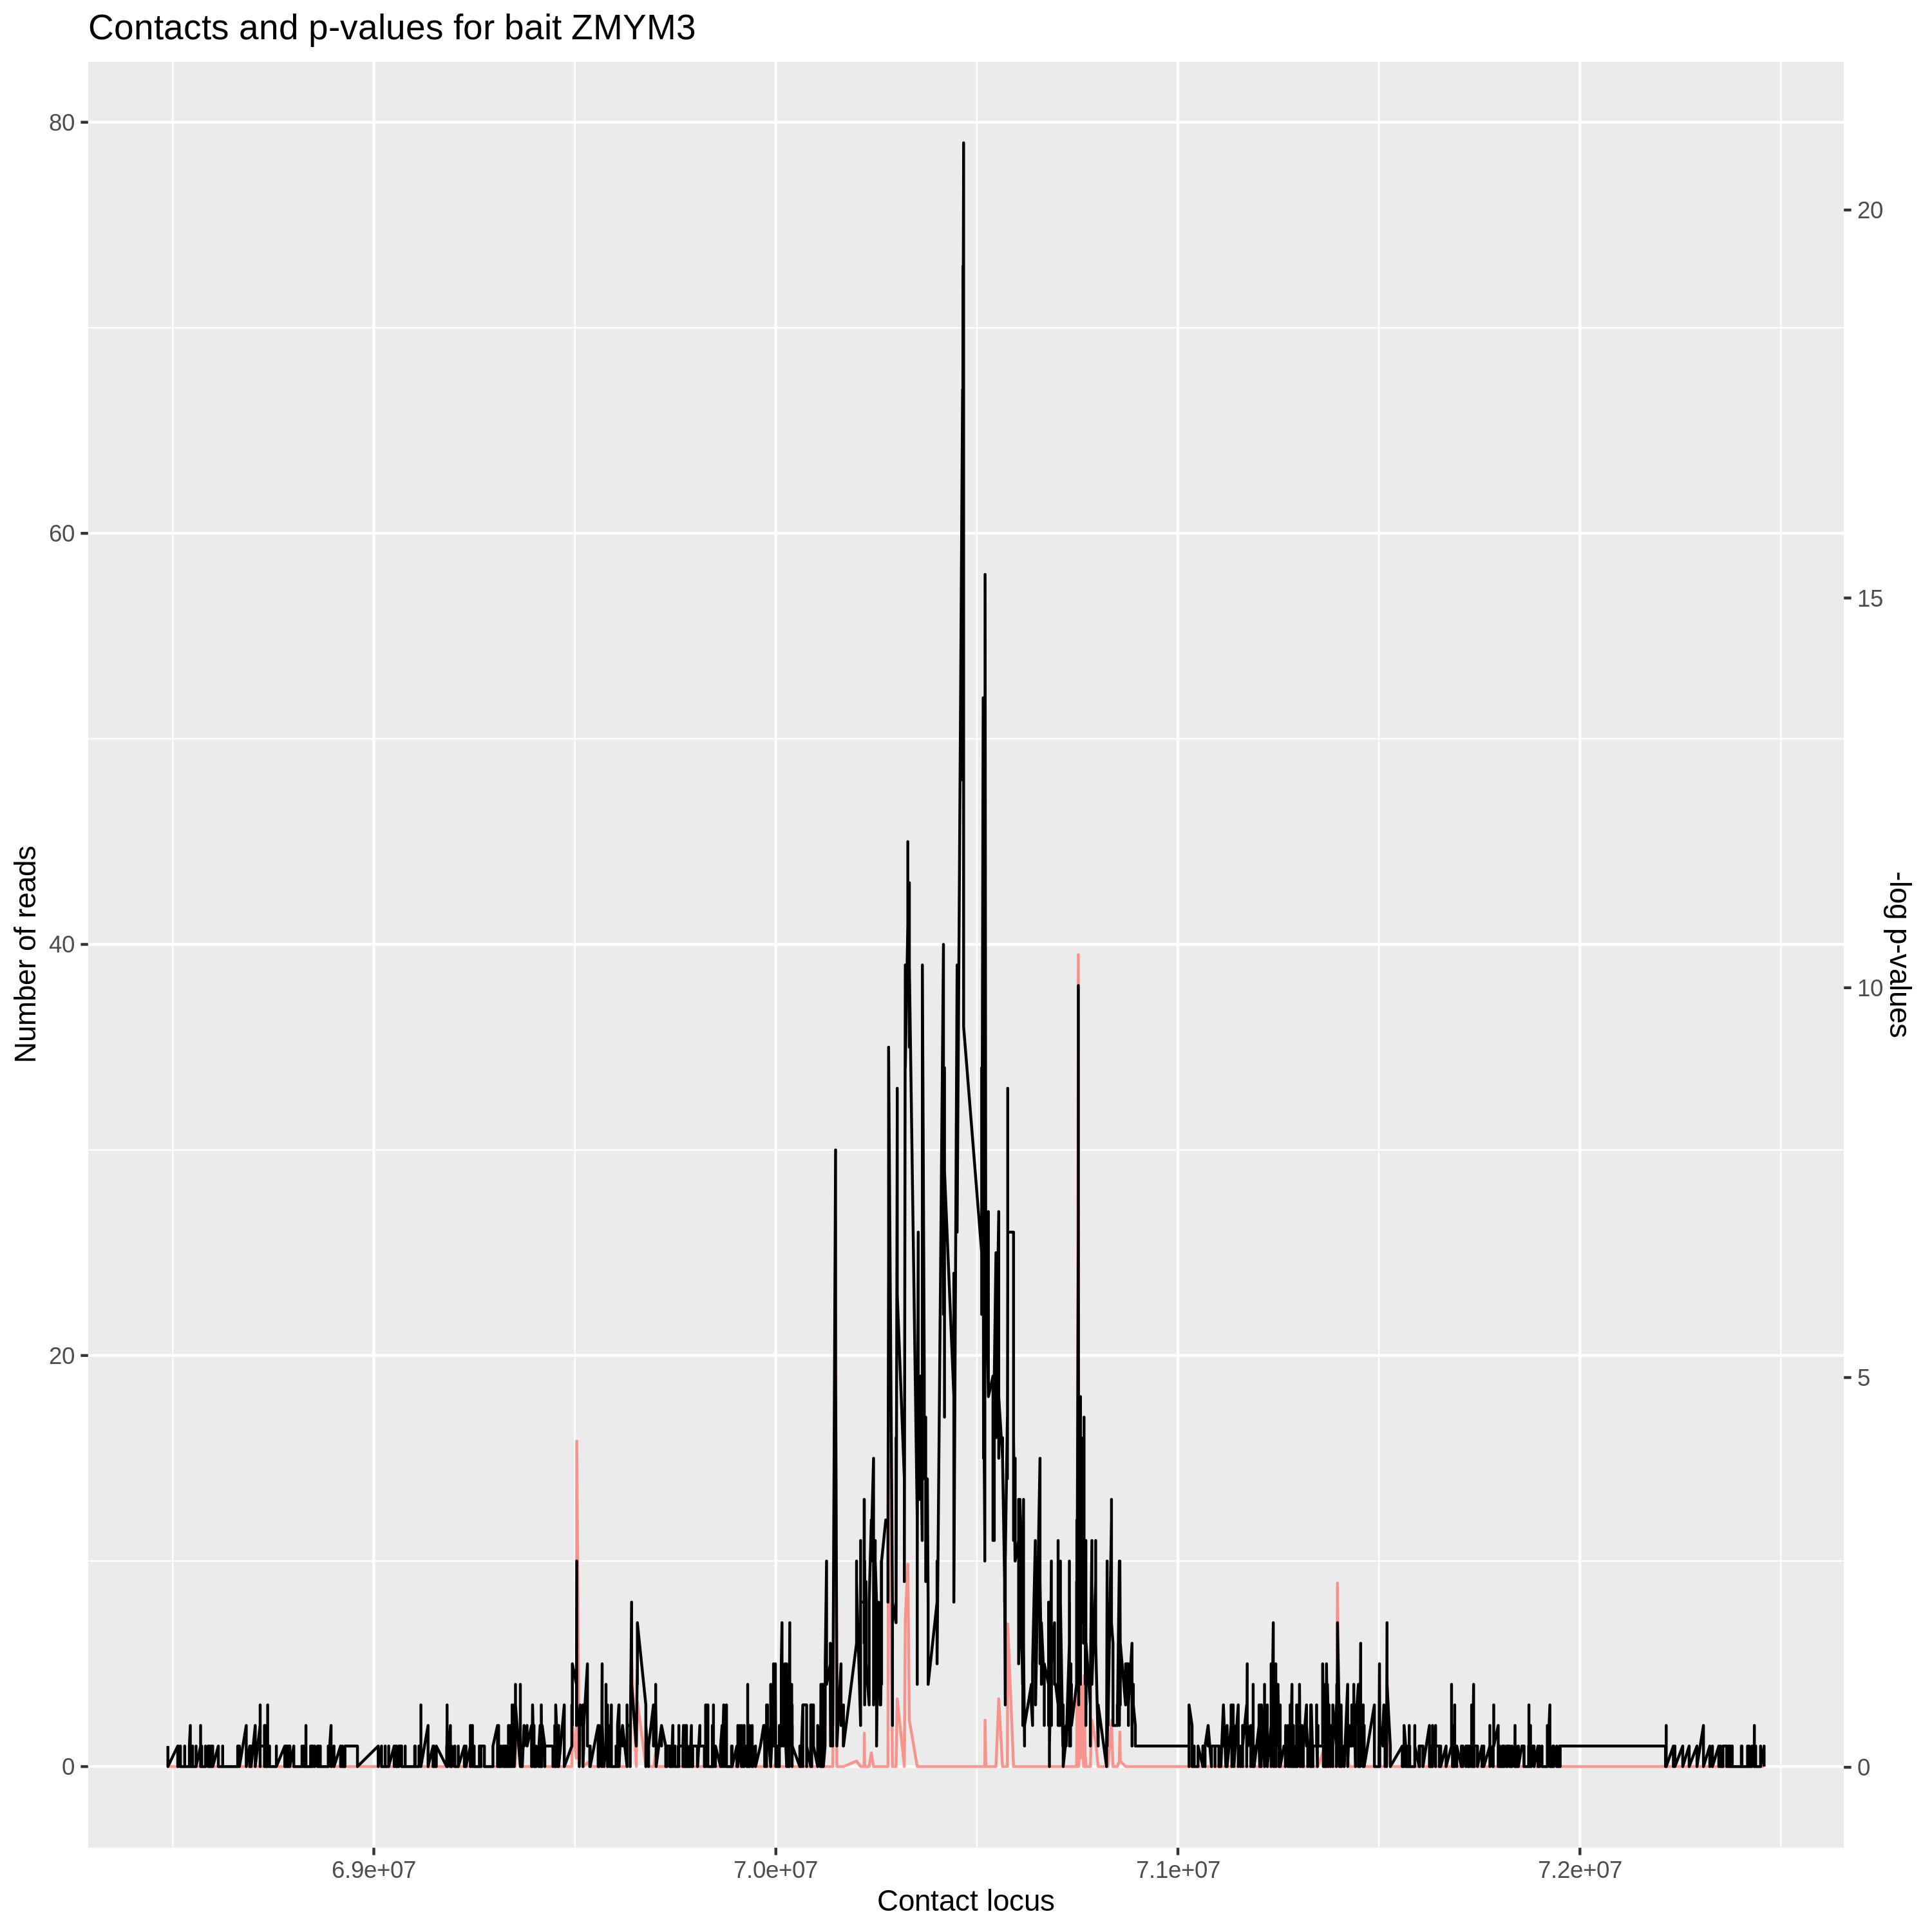 Contacts and p-values for bait ZMYM3
80
60
40
20
0
Number of reads
20
15
10
5
0
-log p-values
6.9e+07 7.0e+07 7.1e+07 7.2e+07
Contact locus